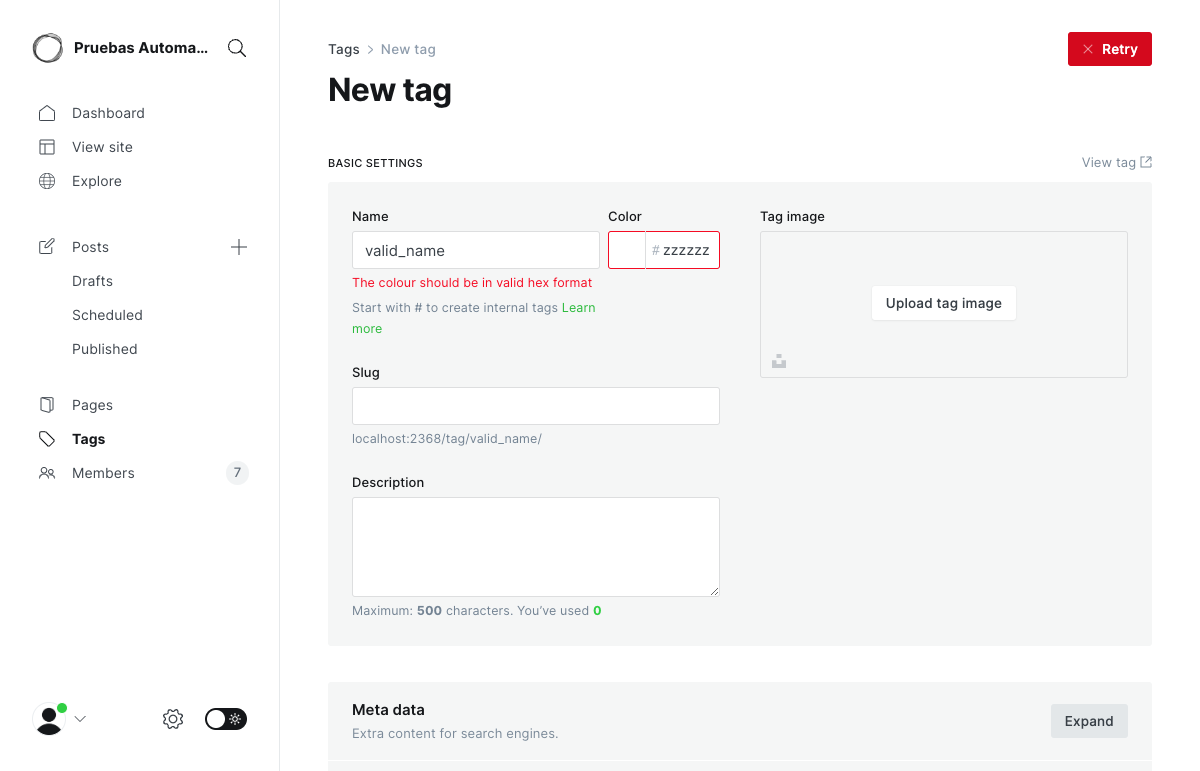 Pruebas Automa...
Dashboard
View site
Explore
Posts
Drafts
Scheduled
Published
Pages
Tags
Members
7
Tags > New tag
Retry
New tag
BASIC SETTINGS
View tag
Name
Color
valid_name
# zzzzzz
The colour should be in valid hex format
Start with # to create internal tags Learn
more
Slug
localhost:2368/tag/valid_name/
Description
Maximum: 500 characters. You've used 0
Tag image
Upload tag image
Meta data
Extra content for search engines.
Expand